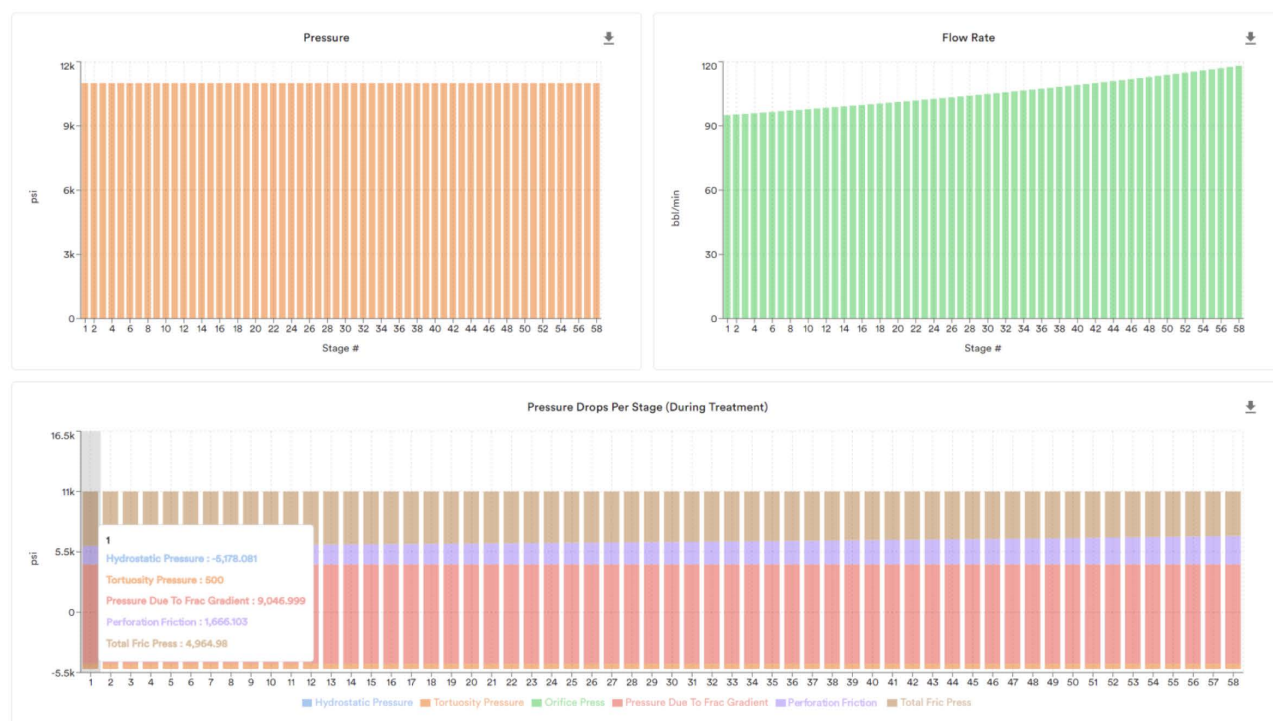 Pressure
12k
9k
6k
3k
0
psi
1 2 4 6 8 10 12 14 16 18 20 22 24 26 28 30 32 34 36 38 40 42 44 46 48 50 52 54 56 58
Stage #
Flow Rate
120
90
60
30
0
bbl/min
1 2 4 6 8 10 12 14 16 18 20 22 24 26 28 30 32 34 36 38 40 42 44 46 48 50 52 54 56 58
Stage #
Pressure Drops Per Stage (During Treatment)
16.5k
11k
5.5k
0
-5.5k
psi
1
Hydrostatic Pressure : -5,178.081
Tortuosity Pressure : 500
Pressure Due To Frac Gradient : 9,046.999
Perforation Friction : 1,666.103
Total Fric Press : 4,964.98
1 2 3 4 5 6 7 8 9 10 11 12 13 14 15 16 17 18 19 20 21 22 23 24 25 26 27 28 29 30 31 32 33 34 35 36 37 38 39 40 41 42 43 44 45 46 47 48 49 50 51 52 53 54 55 56 57 58
Hydrostatic Pressure Tortuosity Pressure Orifice Press Pressure Due To Frac Gradient Perforation Friction Total Fric Press